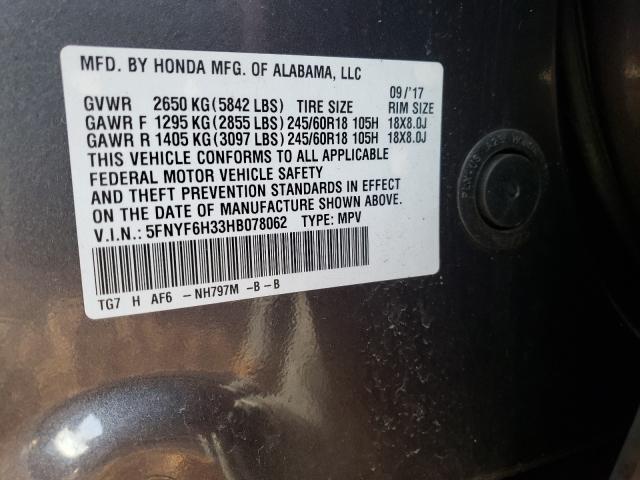 MFD. BY HONDA MFG. OF ALABAMA, LLC
09/'17
GVWR 2650 KG (5842 LBS) TIRE SIZE RIM SIZE
GAWR F 1295 KG (2855 LBS) 245/60R18 105H 18X8.0J
GAWR R 1405 KG (3097 LBS) 245/60R18 105H 18X8.0J
THIS VEHICLE CONFORMS TO ALL APPLICABLE
FEDERAL MOTOR VEHICLE SAFETY
AND THEFT PREVENTION STANDARDS IN EFFECT
ON THE DATE OF MANUFACTURE SHOWN ABOVE.
V.I.N.: 5FNYF6H33HB078062 TYPE: MPV
TG7 H AF6 -NH797M -B-B